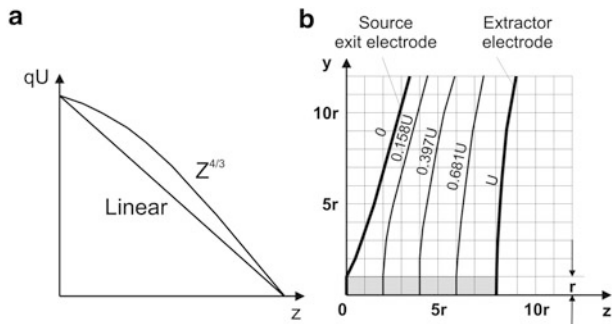 a
qU
Z^{4/3}
Linear
z
b
Source
exit electrode
Extractor
electrode
y
10r
5r
0
0.158U
0.397U
0.681U
U
r
0
5r
10r
z